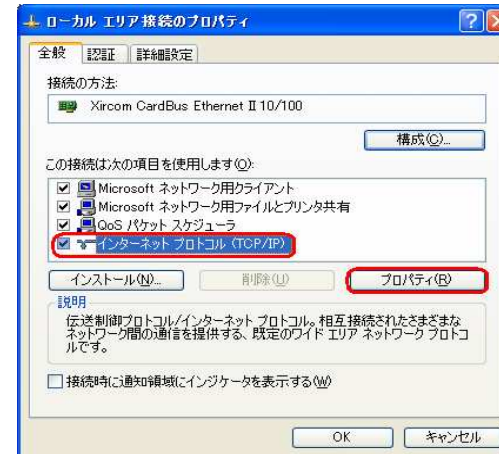 ローカル エリア接続のプロパティ
全般 認証 詳細設定
接続の方法:
Xircom CardBus Ethernet II 10/100
構成(C)...
この接続は次の項目を使用します(O):
Microsoft ネットワーク用クライアント
Microsoft ネットワーク用ファイルとプリンタ共有
QoS パケット スケジューラ
インターネット プロトコル (TCP/IP)
インストール(N)... 削除(U) プロパティ(R)
説明
伝送制御プロトコル/インターネット プロトコル。相互接続されたさまざまな
ネットワーク間の通信を提供する、既定のワイド エリア ネットワーク プロトコ
ルです。
接続時に通知領域にインジケータを表示する(W)
OK キャンセル